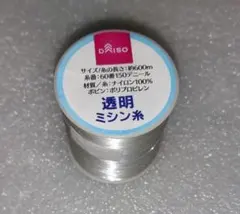 DAISO
サイズ/糸の長さ:約600m
糸番:60番150デニール
材質/糸:ナイロン100%
ボビン:ポリプロピレン
透明
ミシン糸